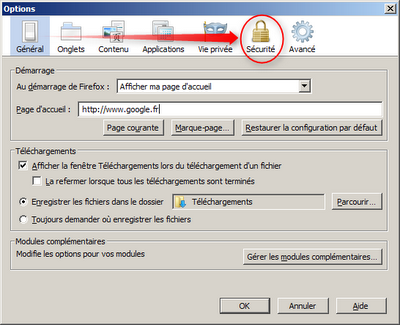 Options
Général Onglets Contenu Applications Vie privée Sécurité Avancé
Démarrage
Au démarrage de Firefox : Afficher ma page d'accueil
Page d'accueil : http://www.google.fr
Page courante Marque-page... Restaurer la configuration par défaut
Téléchargements
Afficher la fenêtre Téléchargements lors du téléchargement d'un fichier
La refermer lorsque tous les téléchargements sont terminés
Enregistrer les fichiers dans le dossier Téléchargements Parcourir...
Toujours demander où enregistrer les fichiers
Modules complémentaires
Modifie les options pour vos modules Gérer les modules complémentaires...
OK Annuler Aide